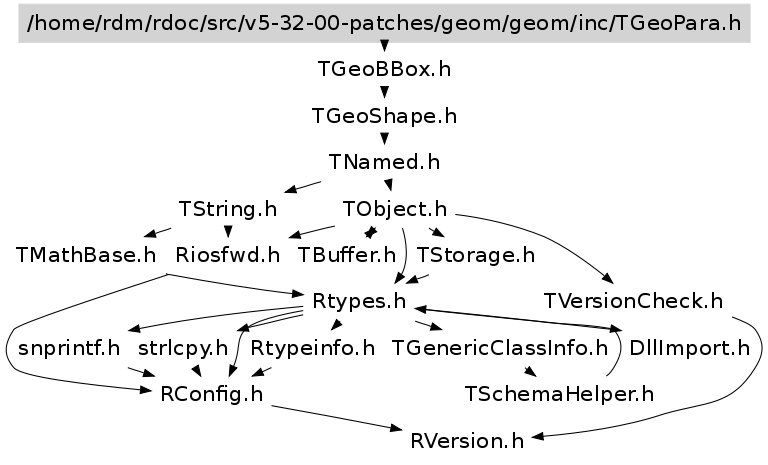 /home/rdm/rdoc/src/v5-32-00-patches/geom/geom/inc/TGeoPara.h
TGeoBBox.h
TGeoShape.h
TNamed.h
TString.h TObject.h
TMathBase.h Riosfwd.h TBuffer.h TStorage.h
Rtypes.h TVersionCheck.h
snprintf.h strlcpy.h Rtypeinfo.h TGenericClassInfo.h DllImport.h
RConfig.h TSchemaHelper.h
RVersion.h